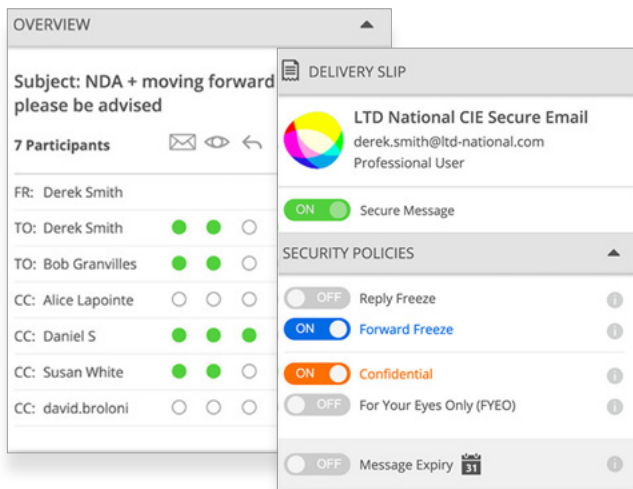 OVERVIEW
Subject: NDA + moving forward
please be advised
7 Participants
FR: Derek Smith
TO: Derek Smith
TO: Bob Granvilles
CC: Alice Lapointe
CC: Daniel S
CC: Susan White
CC: david.broloni
DELIVERY SLIP
LTD National CIE Secure Email
derek.smith@ltd-national.com
Professional User
ON Secure Message
SECURITY POLICIES
OFF Reply Freeze
ON Forward Freeze
ON Confidential
OFF For Your Eyes Only (FYEO)
OFF Message Expiry 31